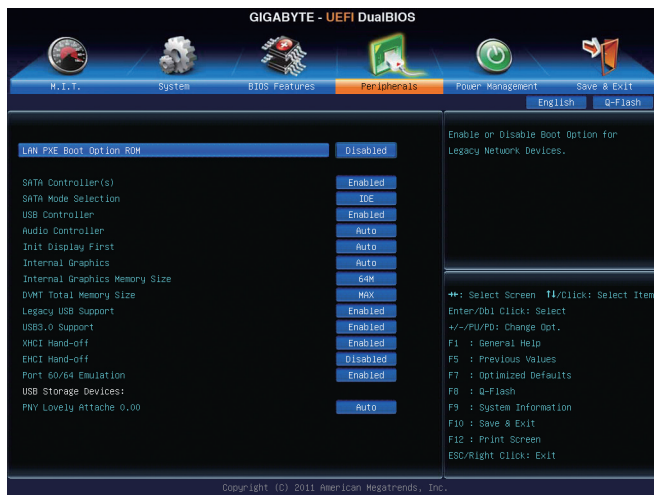 GIGABYTE - UEFI DualBIOS
M.I.T. System BIOS Features Peripherals Power Management Save & Exit
English Q-Flash
LAN PXE Boot Option ROM Disabled
SATA Controller(s) Enabled
SATA Mode Selection IDE
USB Controller Enabled
Audio Controller Auto
Init Display First Auto
Internal Graphics Auto
Internal Graphics Memory Size 64M
DVMT Total Memory Size MAX
Legacy USB Support Enabled
USB3.0 Support Enabled
XHCI Hand-off Enabled
EHCI Hand-off Disabled
Port 60/64 Emulation Enabled
USB Storage Devices:
PNY Lovely Attache 0.00 Auto
Enable or Disable Boot Option for
Legacy Network Devices.
→←: Select Screen ↑↓/Click: Select Item
Enter/Dbl Click: Select
+/-/PU/PD: Change Opt.
F1 : General Help
F5 : Previous Values
F7 : Optimized Defaults
F8 : Q-Flash
F9 : System Information
F10 : Save & Exit
F12 : Print Screen
ESC/Right Click: Exit
Copyright (C) 2011 American Megatrends, Inc.